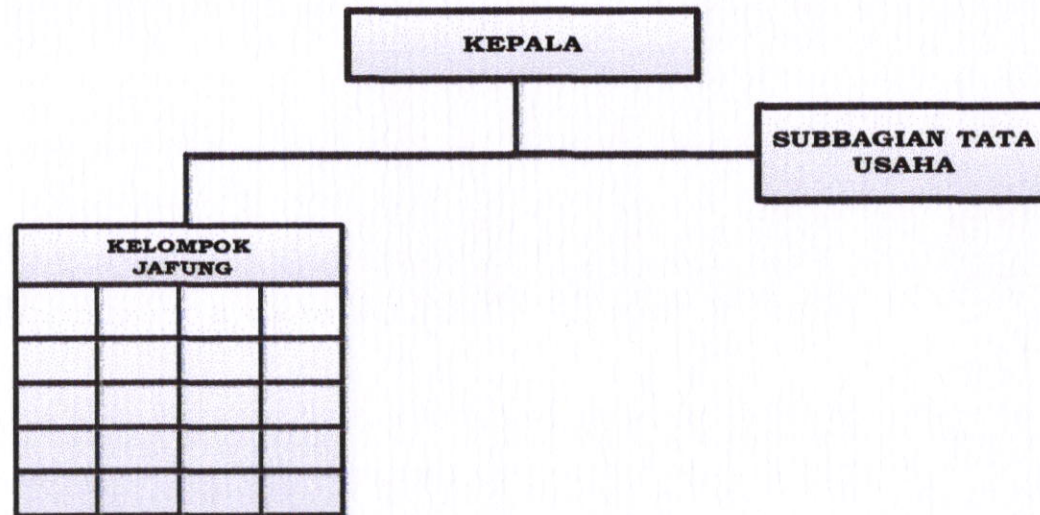 KEPALA
SUBBAGIAN TATA
USAHA
KELOMPOK
JAFUNG